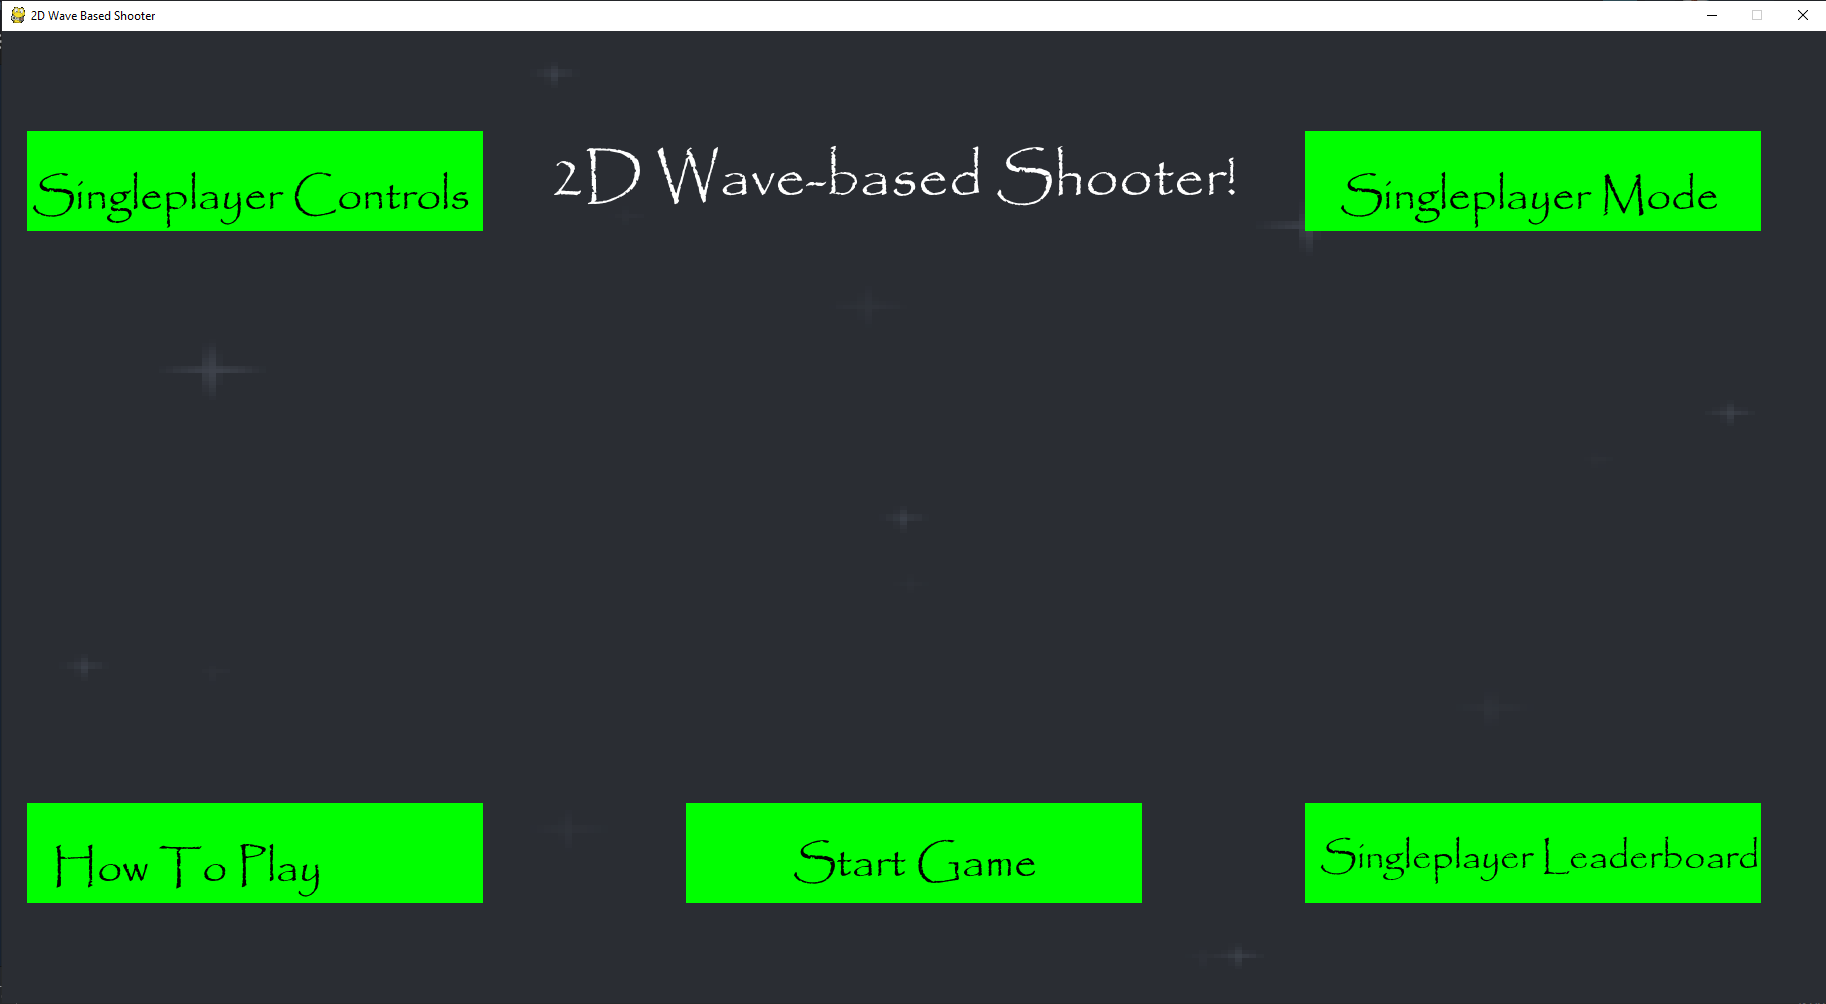 2D Wave Based Shooter
Singleplayer Controls
2D Wave-based Shooter!
Singleplayer Mode
How To Play
Start Game
Singleplayer Leaderboard